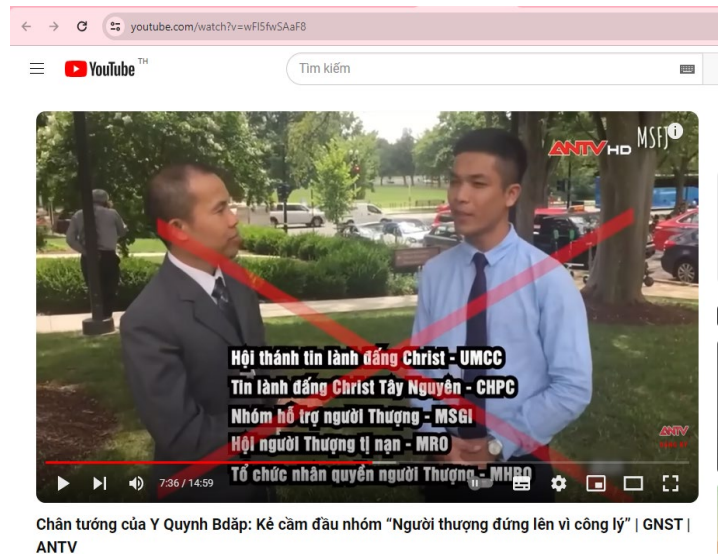 youtube.com/watch?v=wFI5fwSAaF8
YouTube TH
Tìm kiếm
ANTV HD MSFJ
Hội thánh tin lành đấng Christ - UMCC
Tin lành đấng Christ Tây Nguyên - CHPC
Nhóm hỗ trợ người Thượng - MSGI
Hội người Thượng tị nạn - MRO
ANTV
Tổ chức nhân quyền người Thượng - MHRO
7:36 / 14:59
Chân tướng của Y Quynh Bdăp: Kẻ cầm đầu nhóm “Người thượng đứng lên vì công lý” | GNST |
ANTV